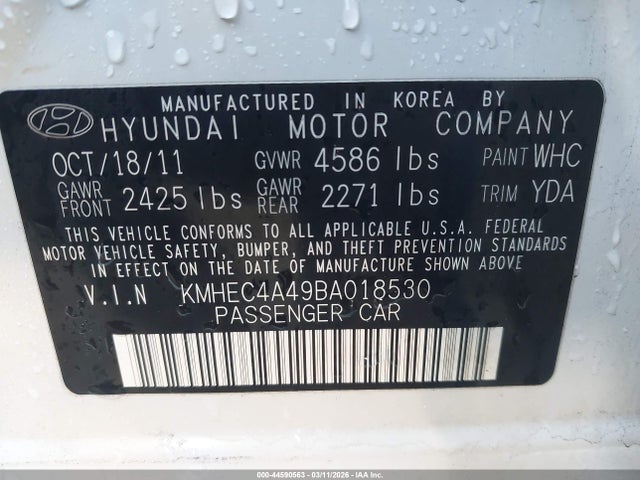 MANUFACTURED IN KOREA BY
HYUNDAI MOTOR COMPANY
OCT/18/11 GVWR 4586 lbs PAINT WHC
GAWR FRONT 2425 lbs GAWR REAR 2271 lbs TRIM YDA
THIS VEHICLE CONFORMS TO ALL APPLICABLE U.S.A. FEDERAL
MOTOR VEHICLE SAFETY, BUMPER, AND THEFT PREVENTION STANDARDS
IN EFFECT ON THE DATE OF MANUFACTURE SHOWN ABOVE
V.I.N KMHEC4A49BA018530
PASSENGER CAR
000-44590563 - 03/11/2026 - COPART.COM